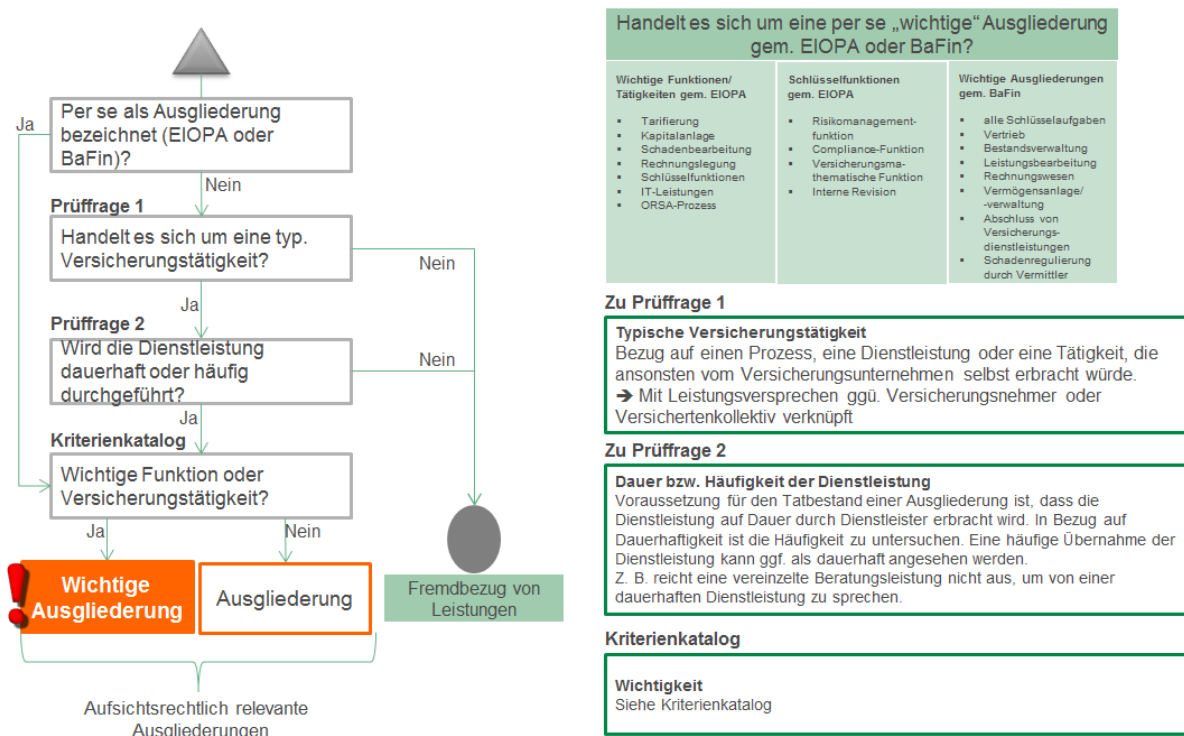 Per se als Ausgliederung
bezeichnet (EIOPA oder
BaFin)?
Ja
Nein
Prüffrage 1
Handelt es sich um eine typ.
Versicherungstätigkeit?
Nein
Ja
Prüffrage 2
Wird die Dienstleistung
dauerhaft oder häufig
durchgeführt?
Nein
Ja
Kriterienkatalog
Wichtige Funktion oder
Versicherungstätigkeit?
Ja
Nein
Wichtige
Ausgliederung
Ausgliederung
Fremdbezug von
Leistungen
Aufsichtsrechtlich relevante
Ausgliederungen
Handelt es sich um eine per se „wichtige“ Ausgliederung
gem. EIOPA oder BaFin?
Wichtige Funktionen/
Tätigkeiten gem. EIOPA
▪ Tarifierung
▪ Kapitalanlage
▪ Schadenbearbeitung
▪ Rechnungslegung
▪ Schlüsselfunktionen
▪ IT-Leistungen
▪ ORSA-Prozess
Schlüsselfunktionen
gem. EIOPA
▪ Risikomanagement-
funktion
▪ Compliance-Funktion
▪ Versicherungsma-
thematische Funktion
▪ Interne Revision
Wichtige Ausgliederungen
gem. BaFin
▪ alle Schlüsselaufgaben
▪ Vertrieb
▪ Bestandsverwaltung
▪ Leistungsbearbeitung
▪ Rechnungswesen
▪ Vermögensanlage/
-verwaltung
▪ Abschluss von
Versicherungs-
dienstleistungen
▪ Schadenregulierung
durch Vermittler
Zu Prüffrage 1
Typische Versicherungstätigkeit
Bezug auf einen Prozess, eine Dienstleistung oder eine Tätigkeit, die
ansonsten vom Versicherungsunternehmen selbst erbracht würde.
➔ Mit Leistungsversprechen ggü. Versicherungsnehmer oder
Versichertenkollektiv verknüpft
Zu Prüffrage 2
Dauer bzw. Häufigkeit der Dienstleistung
Voraussetzung für den Tatbestand einer Ausgliederung ist, dass die
Dienstleistung auf Dauer durch Dienstleister erbracht wird. In Bezug auf
Dauerhaftigkeit ist die Häufigkeit zu untersuchen. Eine häufige Übernahme der
Dienstleistung kann ggf. als dauerhaft angesehen werden.
Z. B. reicht eine vereinzelte Beratungsleistung nicht aus, um von einer
dauerhaften Dienstleistung zu sprechen.
Kriterienkatalog
Wichtigkeit
Siehe Kriterienkatalog